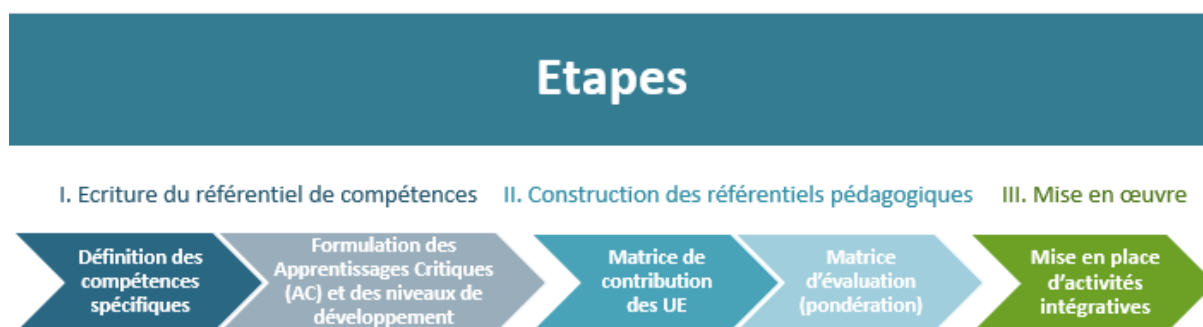 Etapes
I. Ecriture du référentiel de compétences
II. Construction des référentiels pédagogiques
III. Mise en œuvre
Définition des
compétences
spécifiques
Formulation des
Apprentissages Critiques
(AC) et des niveaux de
développement
Matrice de
contribution
des UE
Matrice
d'évaluation
(pondération)
Mise en place
d'activités
intégratives